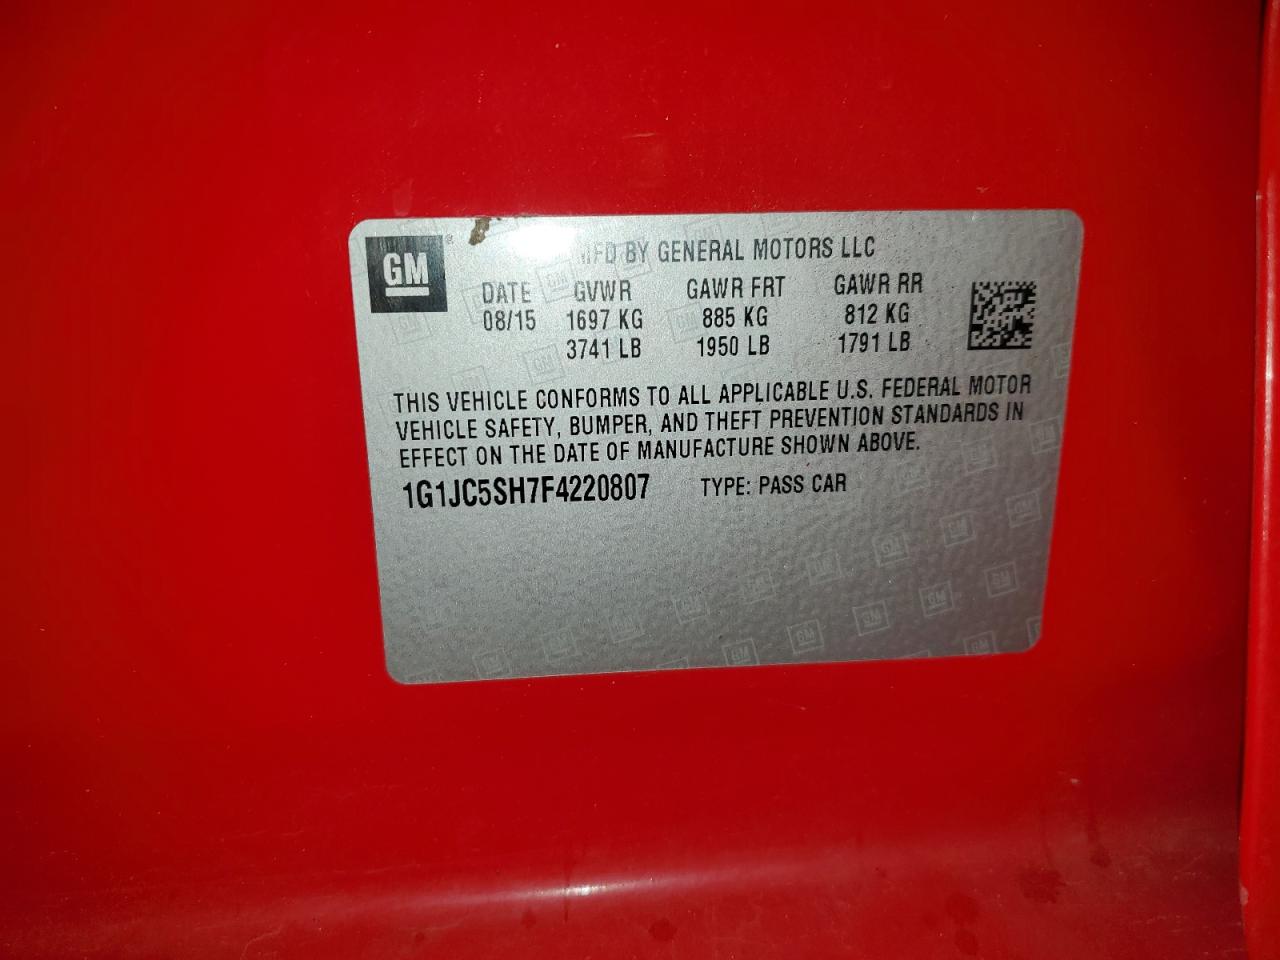 GM
MFD BY GENERAL MOTORS LLC
DATE GVWR GAWR FRT GAWR RR
08/15 1697 KG 885 KG 812 KG
3741 LB 1950 LB 1791 LB
THIS VEHICLE CONFORMS TO ALL APPLICABLE U.S. FEDERAL MOTOR
VEHICLE SAFETY, BUMPER, AND THEFT PREVENTION STANDARDS IN
EFFECT ON THE DATE OF MANUFACTURE SHOWN ABOVE.
1G1JC5SH7F4220807 TYPE: PASS CAR